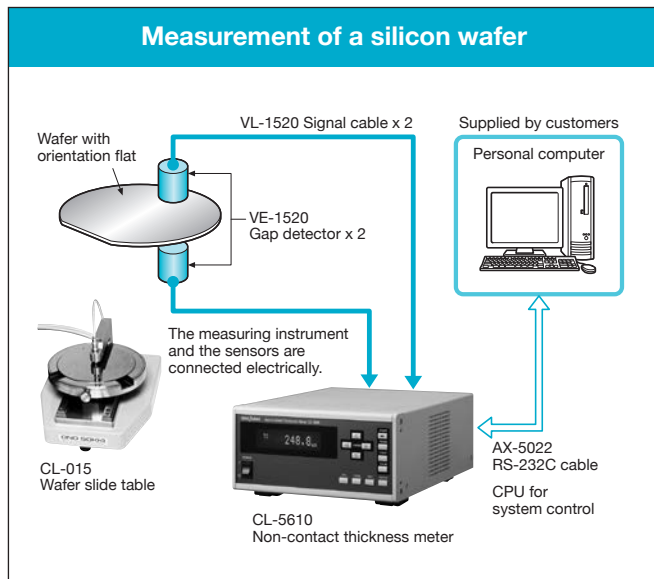 Measurement of a silicon wafer
VL-1520 Signal cable x 2
Supplied by customers
Wafer with
orientation flat
Personal computer
VE-1520
Gap detector x 2
The measuring instrument
and the sensors are
connected electrically.
ONO SOKKI
248.8
CL-015
Wafer slide table
AX-5022
RS-232C cable
CPU for
system control
CL-5610
Non-contact thickness meter